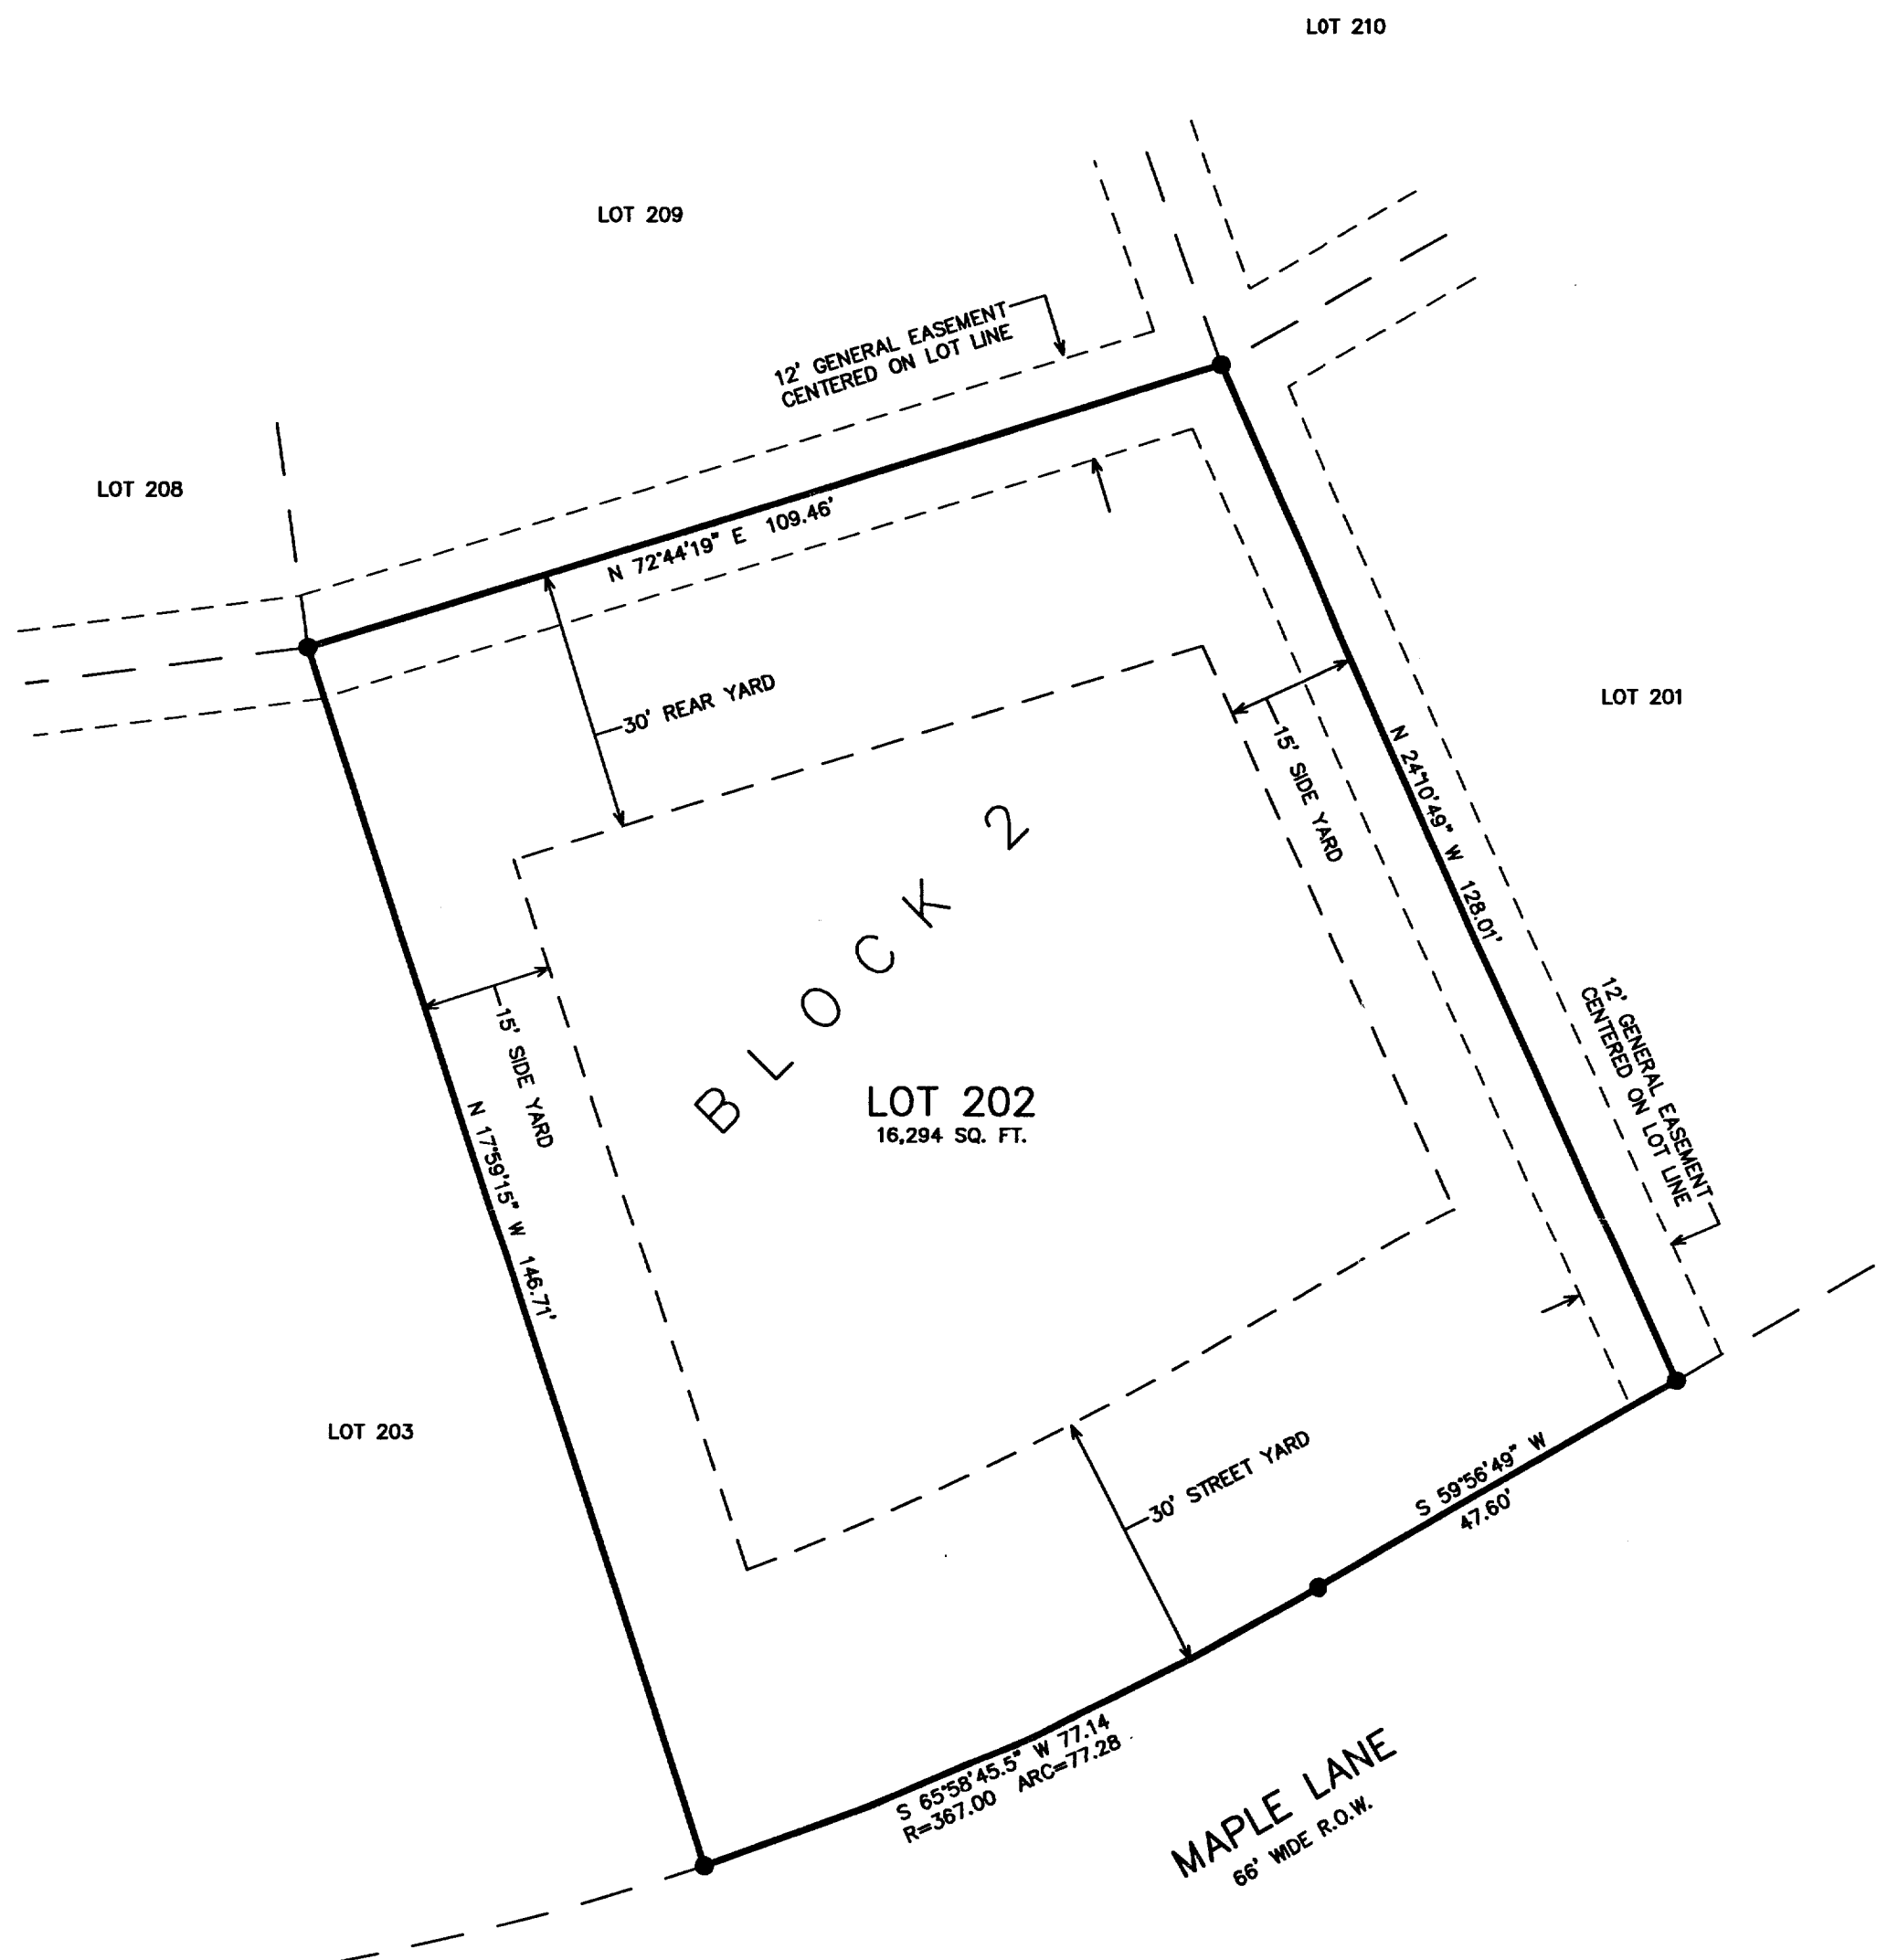 LOT 210
LOT 209
12' GENERAL EASEMENT
CENTERED ON LOT LINE
LOT 208
N 72°44'19" E 109.46'
30' REAR YARD
LOT 201
15' SIDE YARD
N 24°10'49" W 128.01'
BLOCK 2
12' GENERAL EASEMENT
CENTERED ON LOT LINE
15' SIDE YARD
LOT 202
16,294 SQ. FT.
N 17°59'15" W 146.71'
LOT 203
30' STREET YARD
S 59°56'49" W
47.60'
S 65°58'45.5" W 77.14
R=367.00 ARC=77.28
MAPLE LANE
66' WIDE R.O.W.